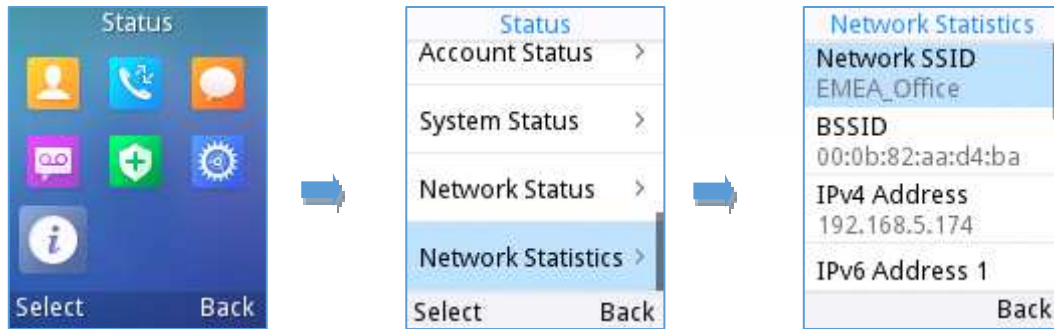 Status
Select Back
Status
Account Status >
System Status >
Network Status >
Network Statistics >
Select Back
Network Statistics
Network SSID
EMEA_Office
BSSID
00:0b:82:aa:d4:ba
IPv4 Address
192.168.5.174
IPv6 Address 1
Back